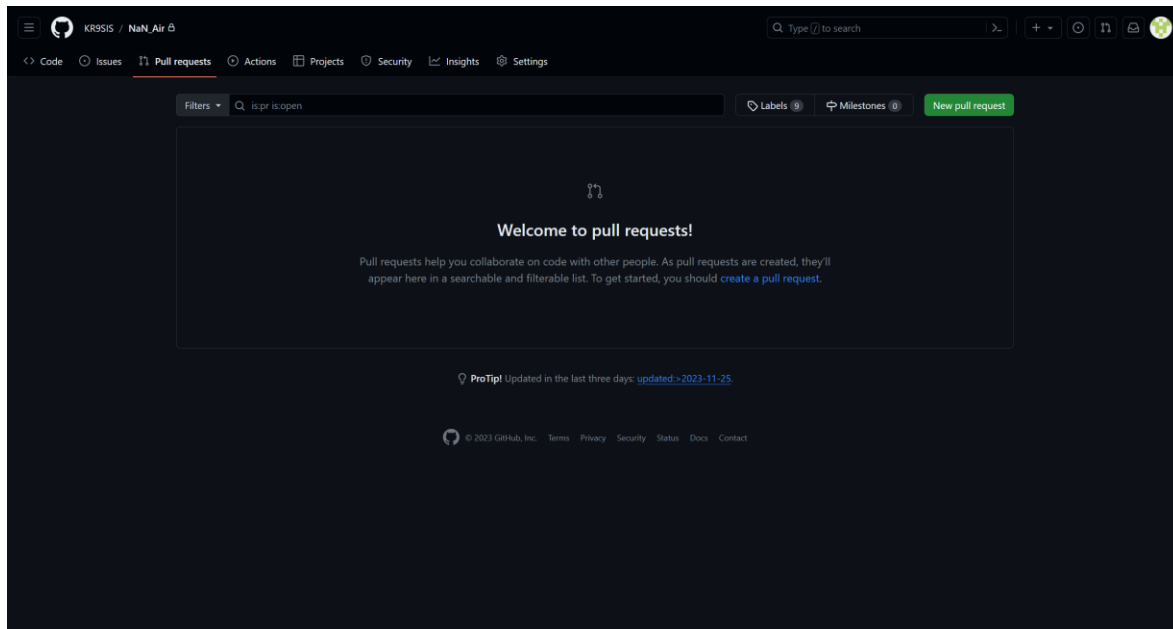 KR9SIS / NaN_Air
Type / to search
Code Issues Pull requests Actions Projects Security Insights Settings
Filters is:pr is:open Labels 9 Milestones 0 New pull request
Welcome to pull requests!
Pull requests help you collaborate on code with other people. As pull requests are created, they'll
appear here in a searchable and filterable list. To get started, you should create a pull request.
ProTip! Updated in the last three days: updated:>2023-11-25.
© 2023 GitHub, Inc. Terms Privacy Security Status Docs Contact